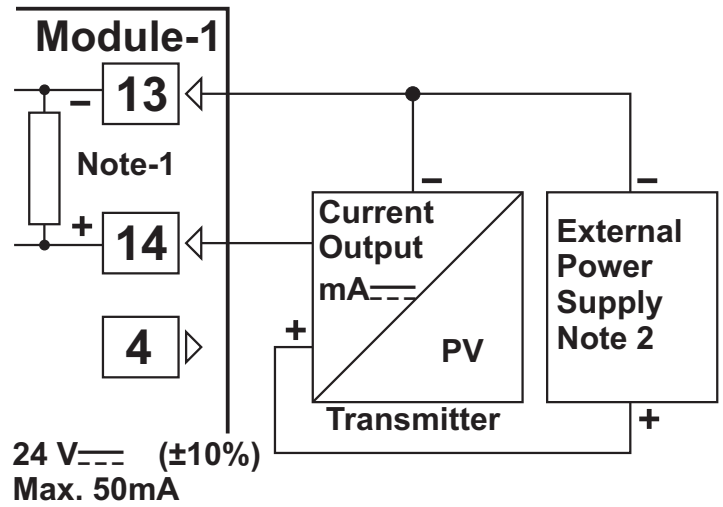 Module-1
− 13
Note-1
+ 14
4
24 V⎓ (±10%)
Max. 50mA
−
Current
Output
mA⎓
+
PV
Transmitter
−
External
Power
Supply
Note 2
+